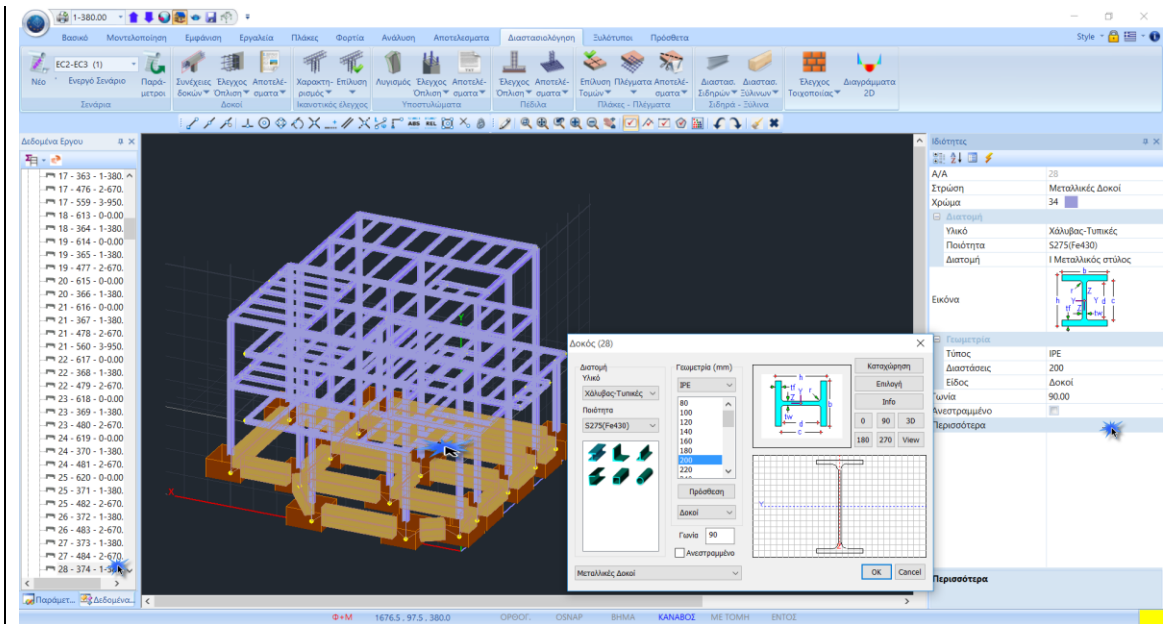 1-380.00
Style
Βασικό Μοντελοποίηση Εμφάνιση Εργαλεία Πλάκες Φορτία Ανάλυση Αποτελεσματα Διαστασιολόγηση Ξυλότυποι Πρόσθετα
EC2-EC3 (1)
Νέο Ενεργό Σενάριο Παρά- Συνέχειες Έλεγχος Αποτελέ- Χαρακτη- Επίλυση Λυγισμός Έλεγχος Αποτελέ- Έλεγχος Αποτελέ- Επίλυση Πλέγματα Αποτελέ- Διαστασ. Διαστασ. Έλεγχος Διαγράμματα
μετροι δοκών Όπλιση σματα ρισμός Όπλιση σματα Όπλιση σματα Τομών σματα Σιδηρών Ξύλινων Τοιχοποιίας 2D
Σενάρια Δοκοί Ικανοτικός έλεγχος Υποστυλώματα Πέδιλα Πλάκες - Πλέγματα Σιδηρά - Ξύλινα
ABS REL
Δεδομένα Εργου
17 - 363 - 1-380.
17 - 476 - 2-670.
17 - 559 - 3-950.
18 - 613 - 0-0.00
18 - 364 - 1-380.
19 - 614 - 0-0.00
19 - 365 - 1-380.
19 - 477 - 2-670.
20 - 615 - 0-0.00
20 - 366 - 1-380.
21 - 616 - 0-0.00
21 - 367 - 1-380.
21 - 478 - 2-670.
21 - 560 - 3-950.
22 - 617 - 0-0.00
22 - 368 - 1-380.
22 - 479 - 2-670.
23 - 618 - 0-0.00
23 - 369 - 1-380.
23 - 480 - 2-670.
24 - 619 - 0-0.00
24 - 370 - 1-380.
24 - 481 - 2-670.
25 - 620 - 0-0.00
25 - 371 - 1-380.
25 - 482 - 2-670.
26 - 372 - 1-380.
26 - 483 - 2-670.
27 - 373 - 1-380.
27 - 484 - 2-670.
28 - 374 - 1-
Παράμετ... Δεδομένα...
X
Y
Δοκός (28)
Διατομή
Υλικό
Χάλυβας-Τυπικές
Ποιότητα
S275(Fe430)
Μεταλλικές Δοκοί
Γεωμετρία (mm)
IPE
80
100
120
140
160
180
200
220
Πρόσθεση
Δοκοί
Γωνία 90
Ανεστραμμένο
h
tf y r
Z b
tw d
c
Καταχώρηση
Επιλογή
Info
0 90 3D
180 270 View
Y
OK Cancel
Ιδιότητες
Α/Α 28
Στρώση Μεταλλικές Δοκοί
Χρώμα 34
Διατομή
Υλικό Χάλυβας-Τυπικές
Ποιότητα S275(Fe430)
Διατομή Ι Μεταλλικός στύλος
Εικόνα
b
r Z
h Y Y d c
tf Z tw
Γεωμετρία
Τύπος IPE
Διαστάσεις 200
Είδος Δοκοί
Γωνία 90.00
Ανεστραμμένο
Περισσότερα
Περισσότερα
Φ+Μ 1676.5 , 97.5 , 380.0 ΟΡΘΟΓ. OSNAP ΒΗΜΑ ΚΑΝΑΒΟΣ ΜΕ ΤΟΜΗ ΕΝΤΟΣ